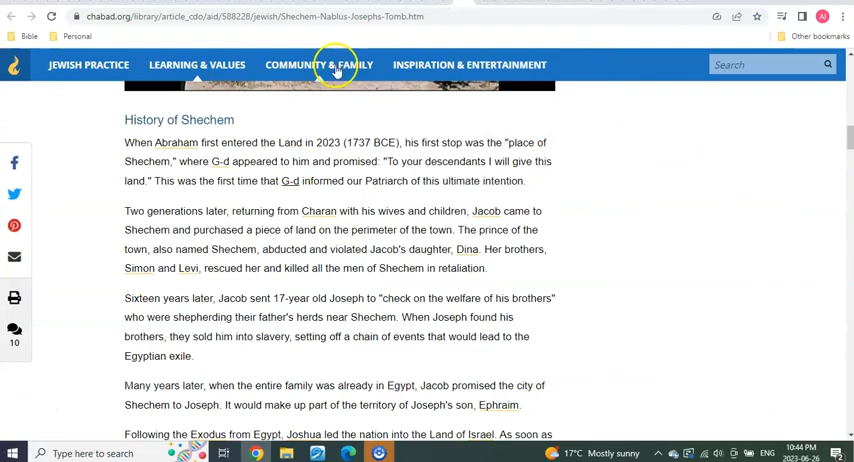 chabad.org/library/article_cdo/aid/588228/jewish/Shechem-Nablus-Josephs-Tomb.htm
AI
Bible
Personal
Other bookmarks
JEWISH PRACTICE
LEARNING & VALUES
COMMUNITY & FAMILY
INSPIRATION & ENTERTAINMENT
Search
History of Shechem
When Abraham first entered the Land in 2023 (1737 BCE), his first stop was the "place of
Shechem," where G-d appeared to him and promised: "To your descendants I will give this
land." This was the first time that G-d informed our Patriarch of this ultimate intention.
Two generations later, returning from Charan with his wives and children, Jacob came to
Shechem and purchased a piece of land on the perimeter of the town. The prince of the
town, also named Shechem, abducted and violated Jacob's daughter, Dina. Her brothers,
Simon and Levi, rescued her and killed all the men of Shechem in retaliation.
Sixteen years later, Jacob sent 17-year old Joseph to "check on the welfare of his brothers"
who were shepherding their father's herds near Shechem. When Joseph found his
brothers, they sold him into slavery, setting off a chain of events that would lead to the
Egyptian exile.
10
Many years later, when the entire family was already in Egypt, Jacob promised the city of
Shechem to Joseph. It would make up part of the territory of Joseph's son, Ephraim.
Following the Exodus from Egypt, Joshua led the nation into the Land of Israel. As soon as
Type here to search
17°C Mostly sunny
ENG
10:44 PM
2023-06-26
2